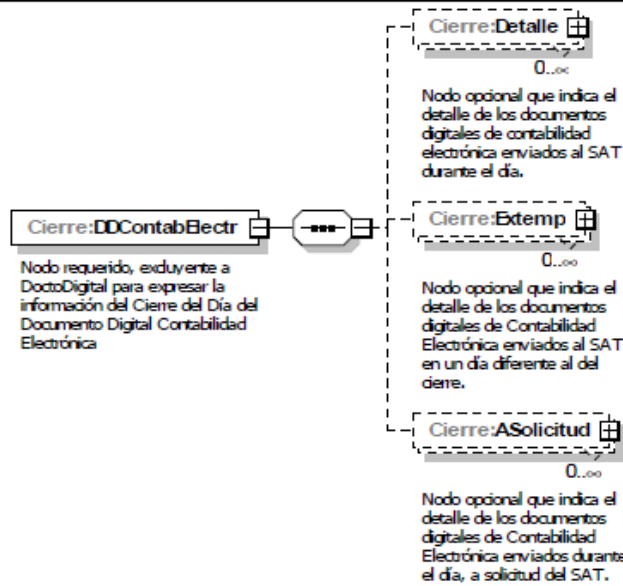 Cierre:Detalle
0..∞
Nodo opcional que indica el
detalle de los documentos
digitales de contabilidad
electrónica enviados al SAT
durante el día.
Cierre:DDContabElectr
Nodo requerido, excluyente a
DoctoDigital para expresar la
información del Cierre del Día del
Documento Digital Contabilidad
Electrónica
Cierre:Extemp
0..∞
Nodo opcional que indica el
detalle de los documentos
digitales de Contabilidad
Electrónica enviados al SAT
en un día diferente al del
cierre.
Cierre:ASolicitud
0..∞
Nodo opcional que indica el
detalle de los documentos
digitales de Contabilidad
Electrónica enviados durante
el día, a solicitud del SAT.